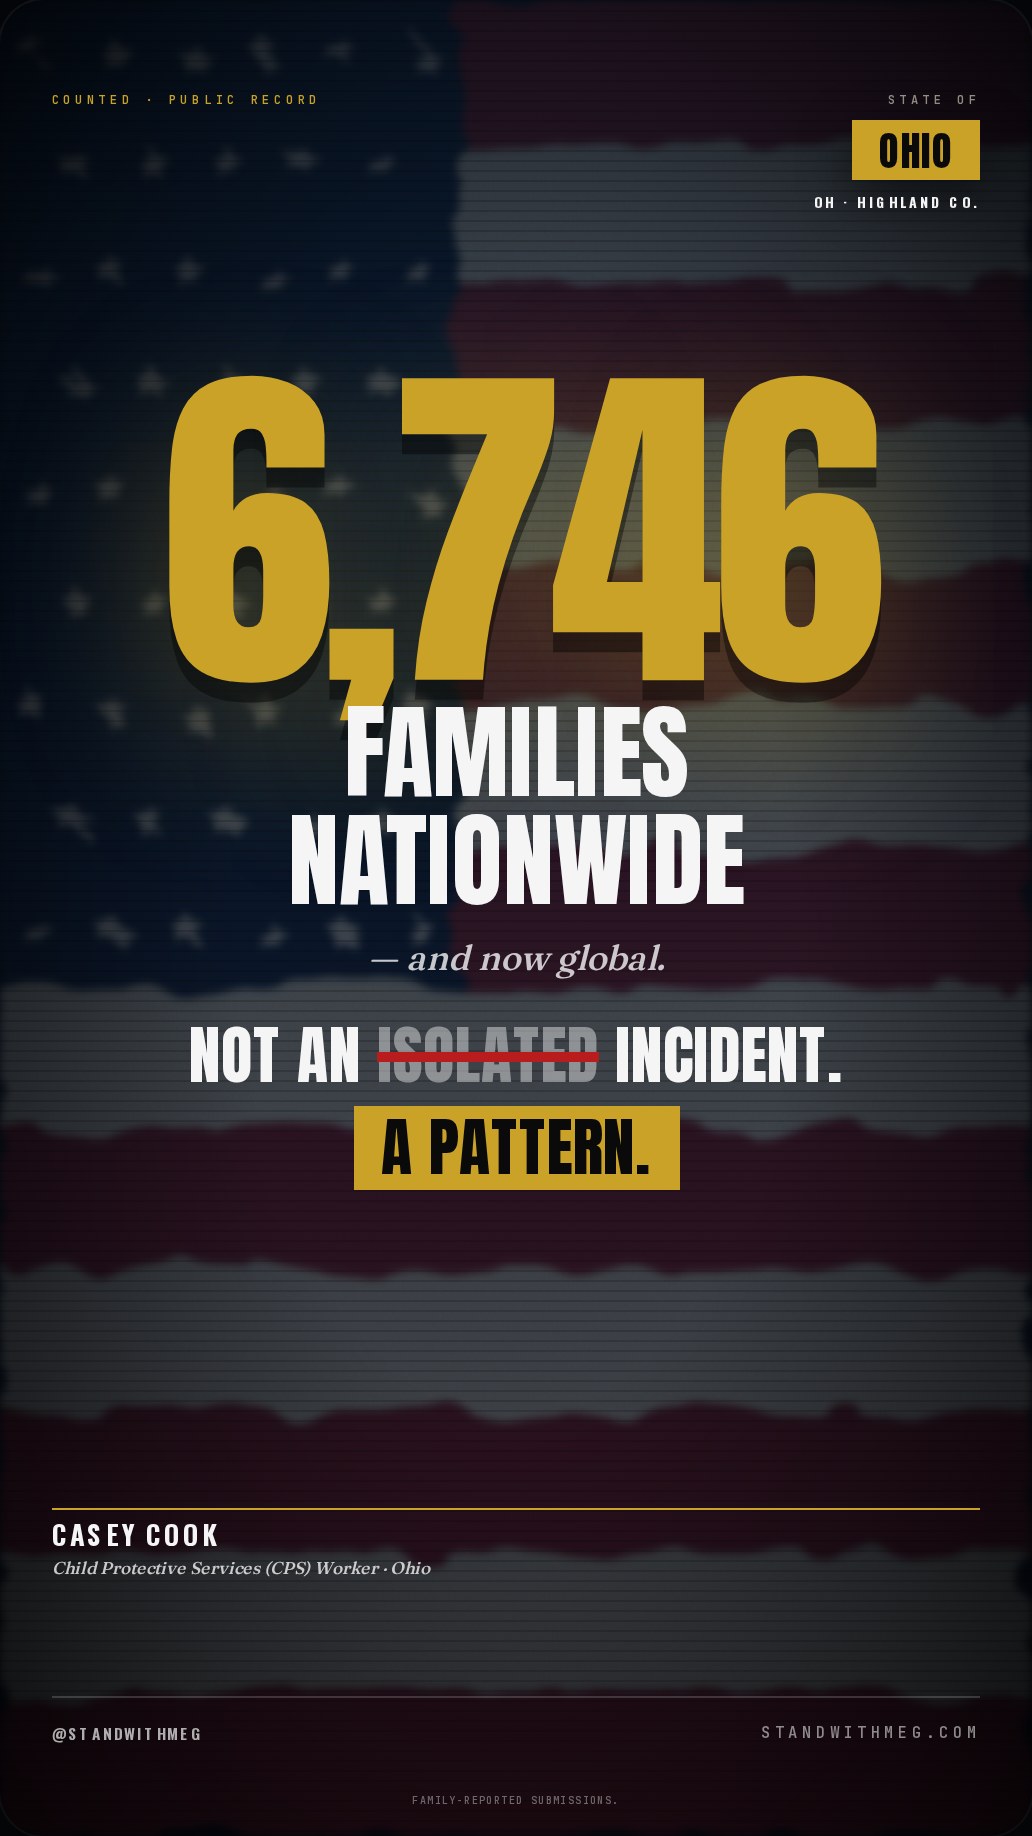 COUNTED · PUBLIC RECORD
STATE OF
OHIO
OH · HIGHLAND CO.
6,746
FAMILIES
NATIONWIDE
— and now global.
NOT AN ISOLATED INCIDENT.
A PATTERN.
CASEY COOK
Child Protective Services (CPS) Worker · Ohio
@STANDWITHMEG
STANDWITHMEG.COM
FAMILY-REPORTED SUBMISSIONS.